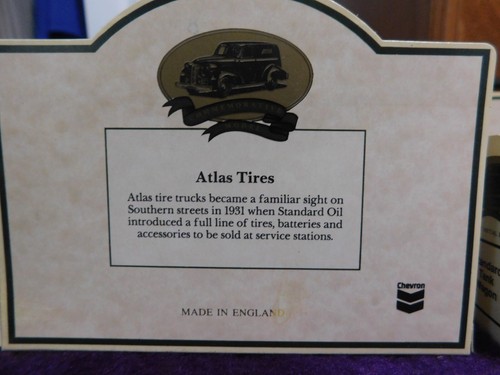 COMMEMORATIVE
Atlas Tires
Atlas tire trucks became a familiar sight on
Southern streets in 1931 when Standard Oil
introduced a full line of tires, batteries and
accessories to be sold at service stations.
MADE IN ENGLAND
Chevron